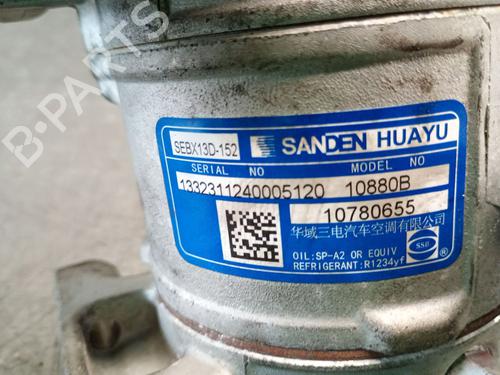 B-PARTS
SEBX13D-152 SANDEN HUAYU
SERIAL NO MODEL NO
1332311240005120 10880B
10780655
华域三电汽车空调有限公司
OIL:SP-A2 OR EQUIV
REFRIGERANT:R1234yf
SSB ®